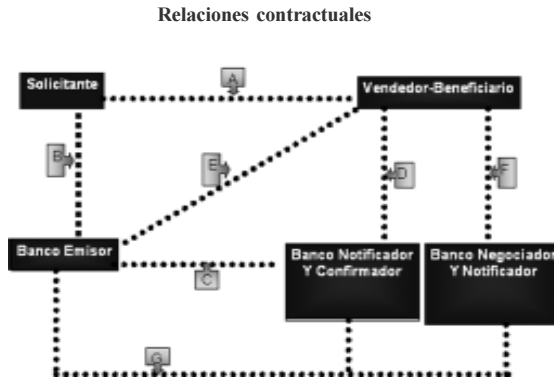 Relaciones contractuales
A
Solicitante
Vendedor-Beneficiario
B
E
D
F
Banco Emisor
Banco Notificador
Y Confirmador
Banco Negociador
Y Notificador
C
G